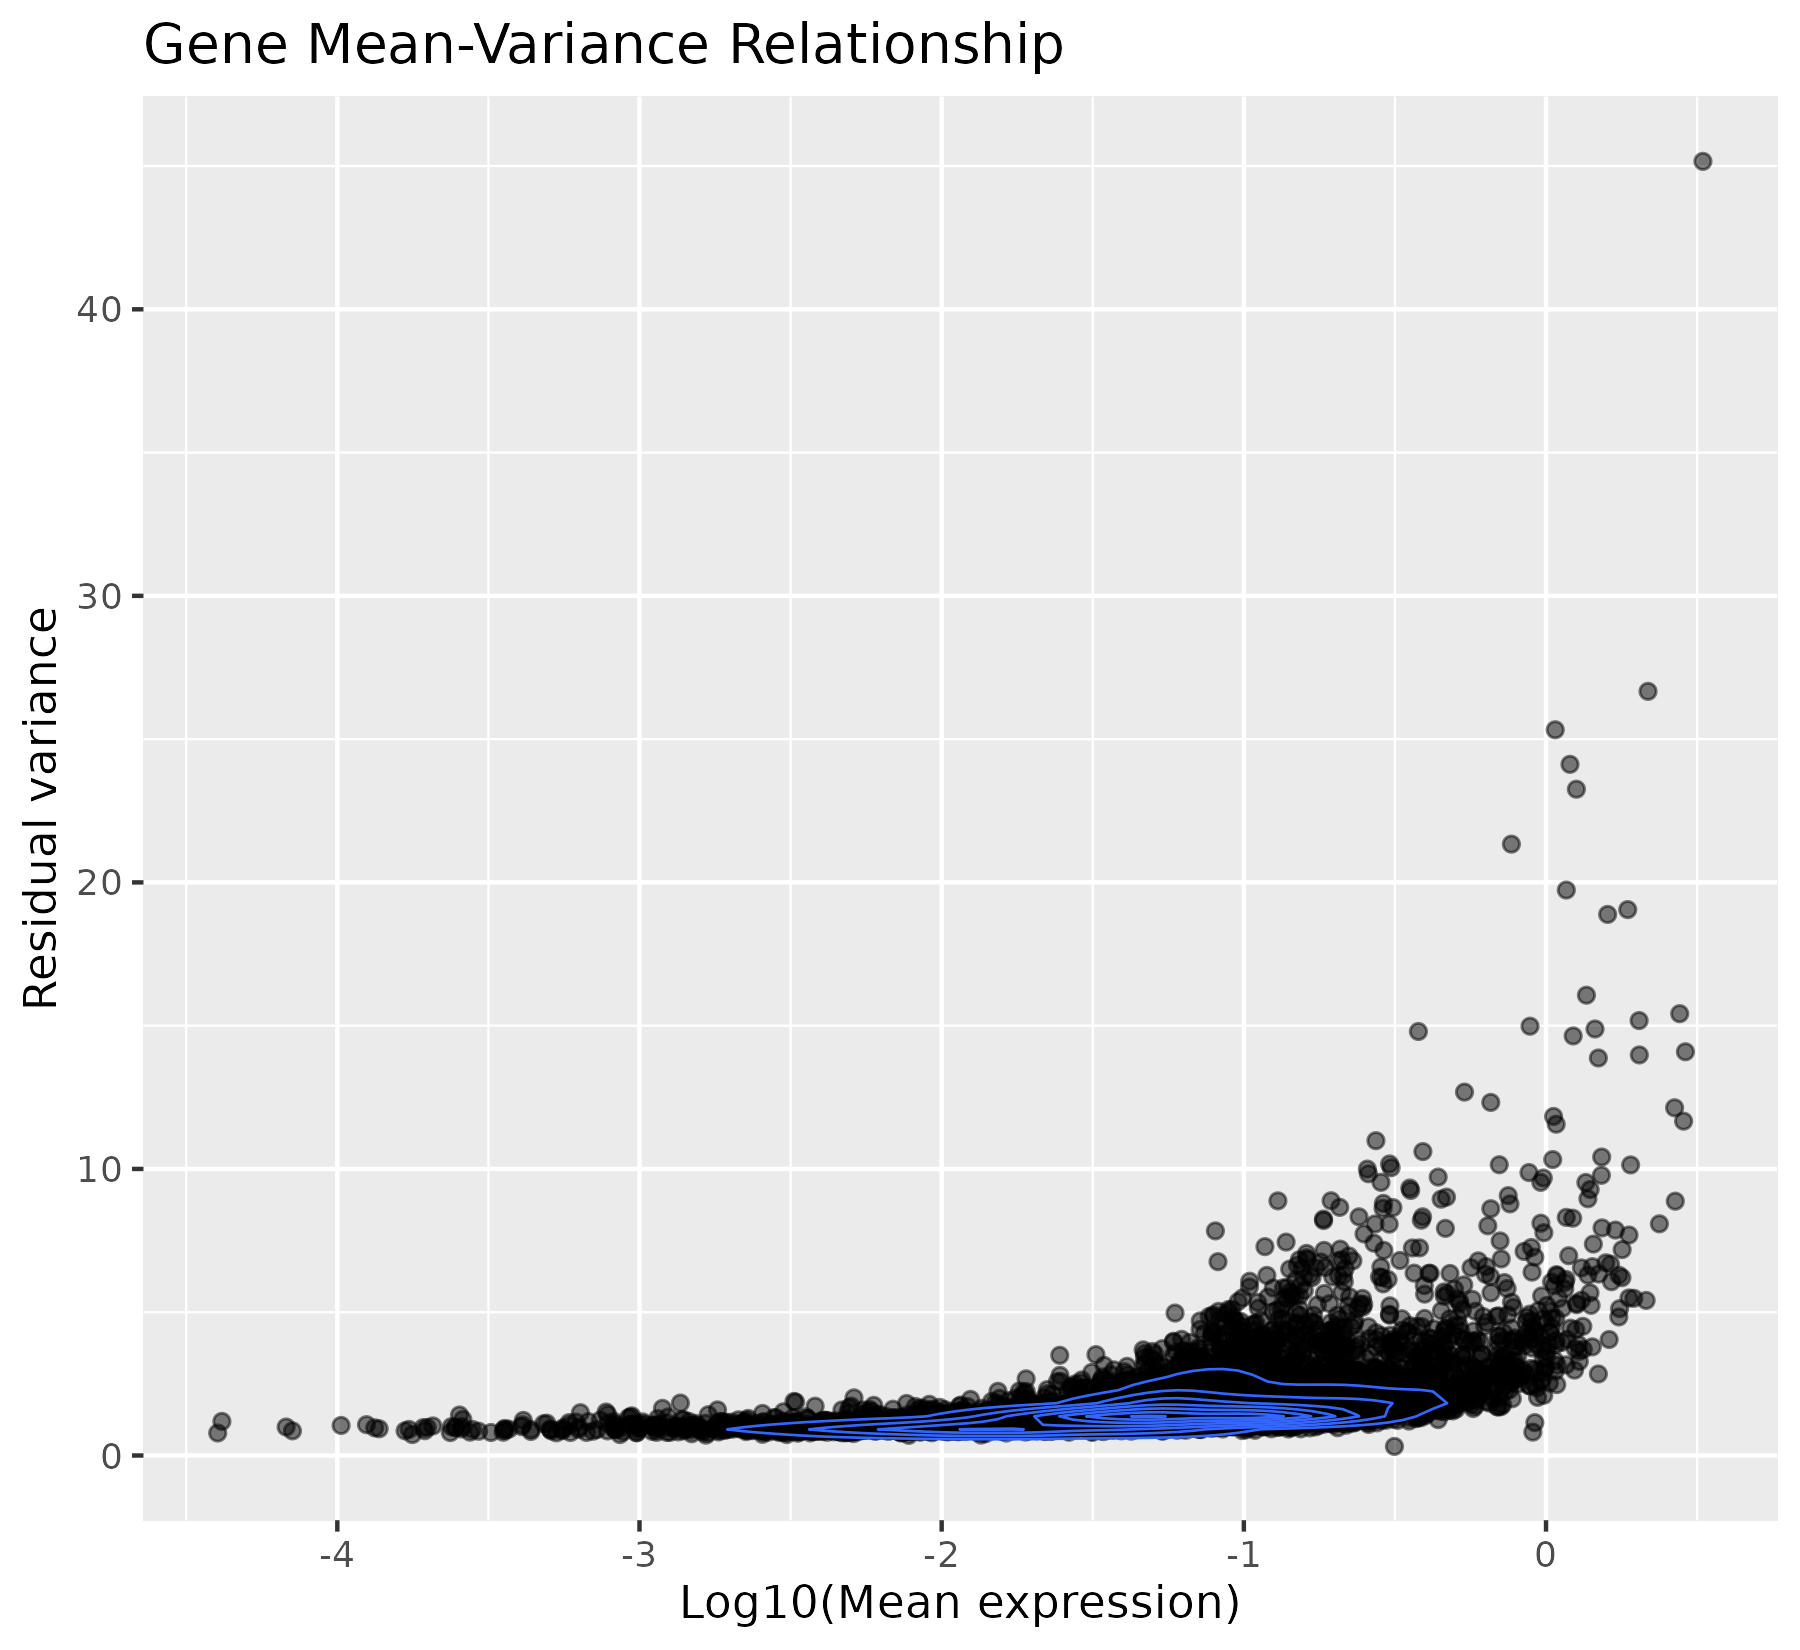 Gene Mean-Variance Relationship
Residual variance
40
30
20
10
0
-4 -3 -2 -1 0
Log10(Mean expression)